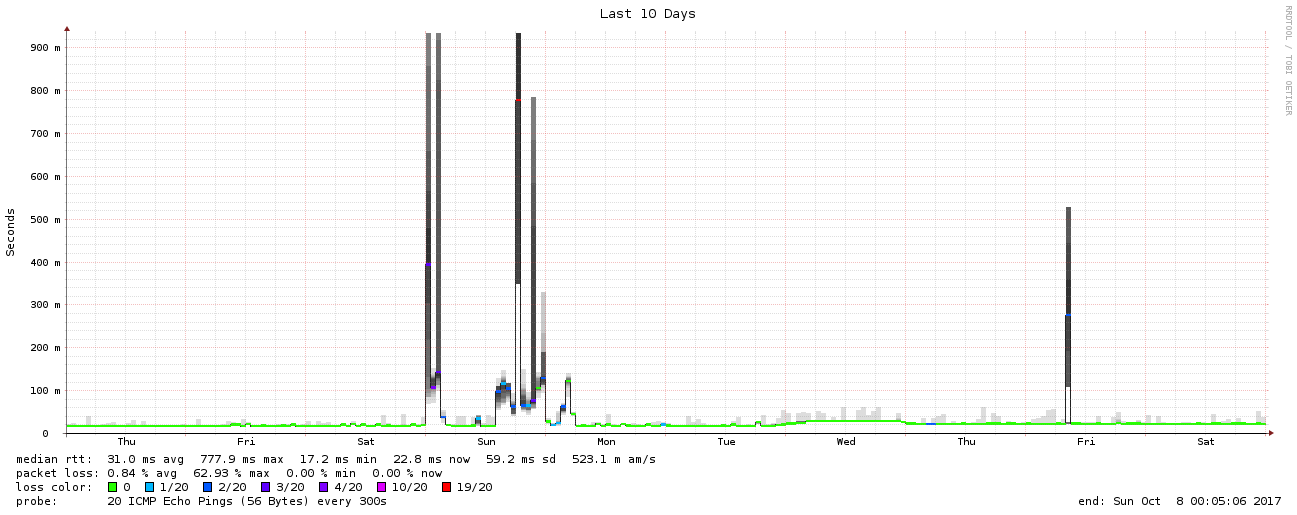 Last 10 Days
RRDTOOL / TOBI OETIKER
Seconds
900 m
800 m
700 m
600 m
500 m
400 m
300 m
200 m
100 m
0
Thu Fri Sat Sun Mon Tue Wed Thu Fri Sat
median rtt: 31.0 ms avg 777.9 ms max 17.2 ms min 22.8 ms now 59.2 ms sd 523.1 m am/s
packet loss: 0.84 % avg 62.93 % max 0.00 % min 0.00 % now
loss color: 0 1/20 2/20 3/20 4/20 10/20 19/20
probe: 20 ICMP Echo Pings (56 Bytes) every 300s end: Sun Oct 8 00:05:06 2017